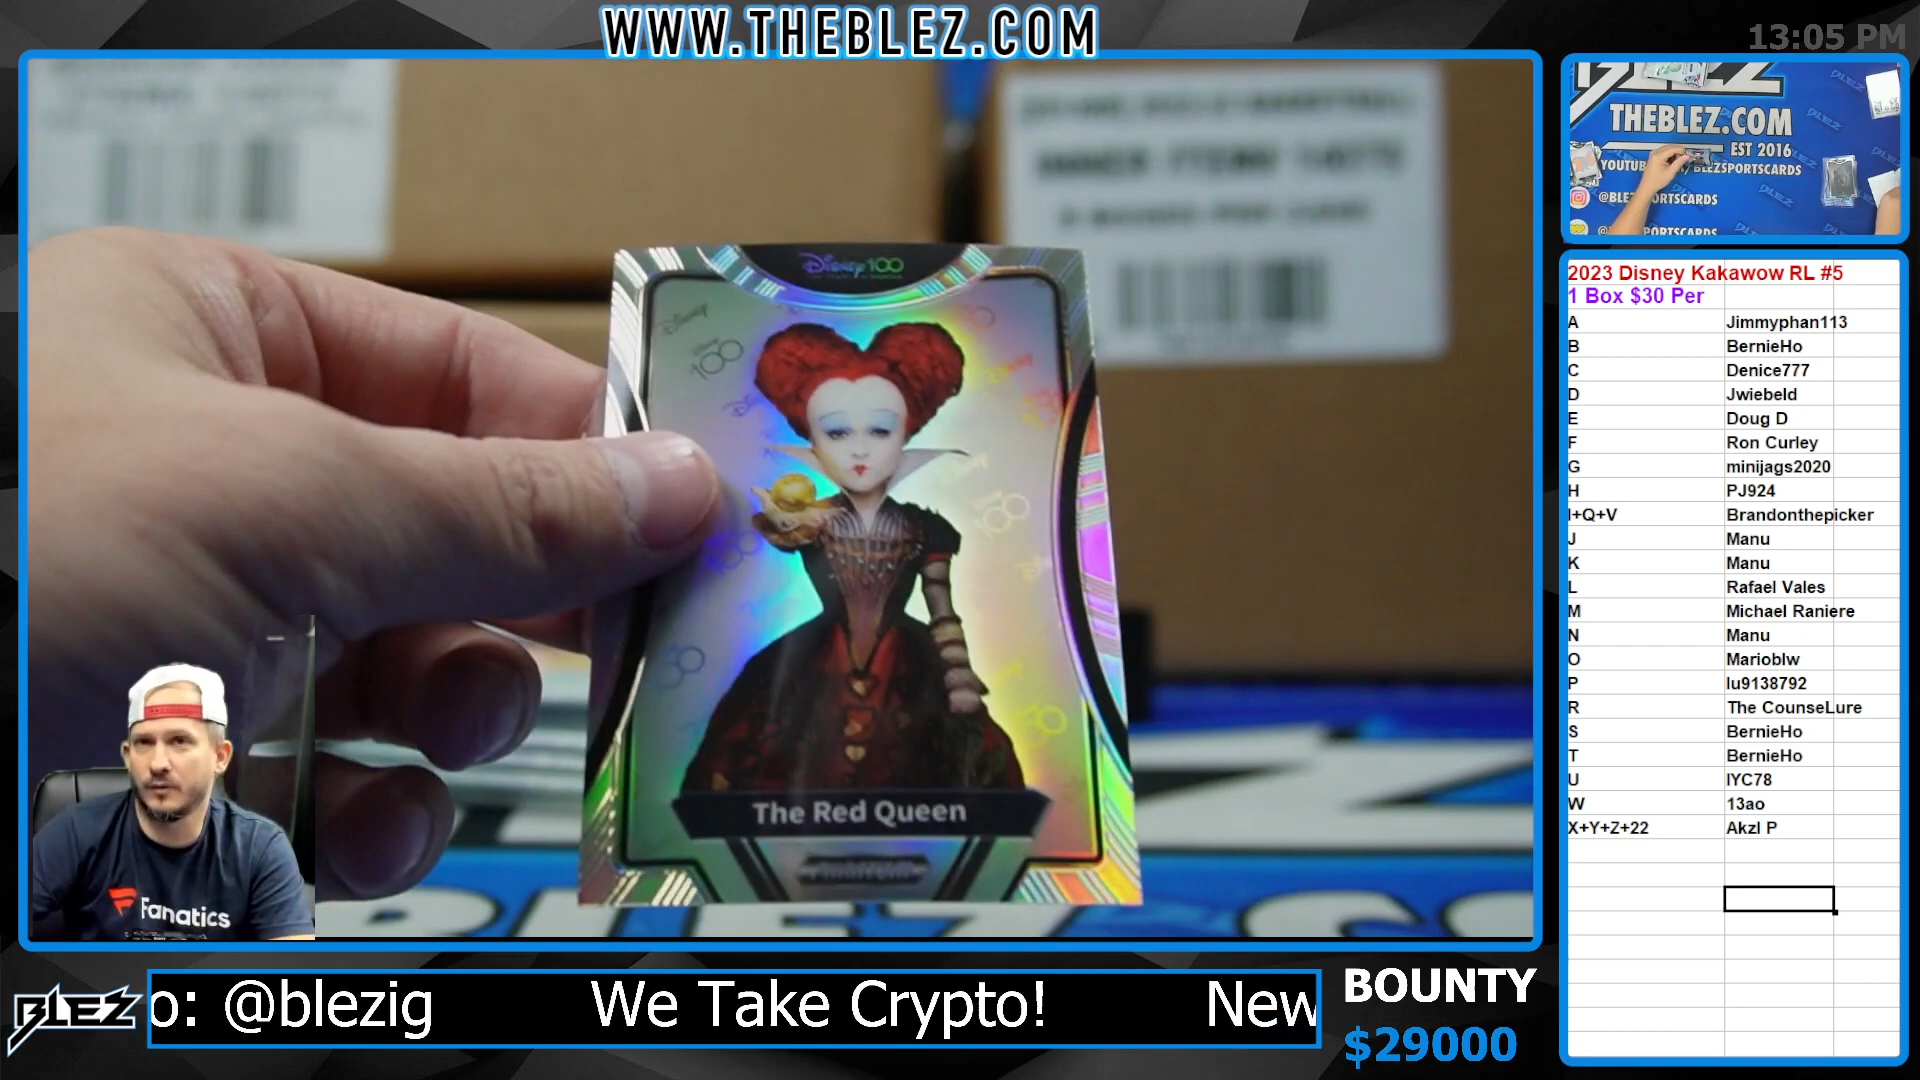 WWW.THEBLEZ.COM
13:05 PM
Disney100
The Red Queen
Fanatics
BLEZ
THEBLEZ.COM
EST 2016
@BLEZSPORTSCARDS
2023 Disney Kakawow RL #5
1 Box $30 Per
A Jimmyphan113
B BernieHo
C Denice777
D Jwiebeld
E Doug D
F Ron Curley
G minijags2020
H PJ924
I+Q+V Brandonthepicker
J Manu
K Manu
L Rafael Vales
M Michael Raniere
N Manu
O Marioblw
P lu9138792
R The CounseLure
S BernieHo
T BernieHo
U IYC78
W 13ao
X+Y+Z+22 Akzl P
BLEZ
o: @blezig We Take Crypto! New
BOUNTY
$29000